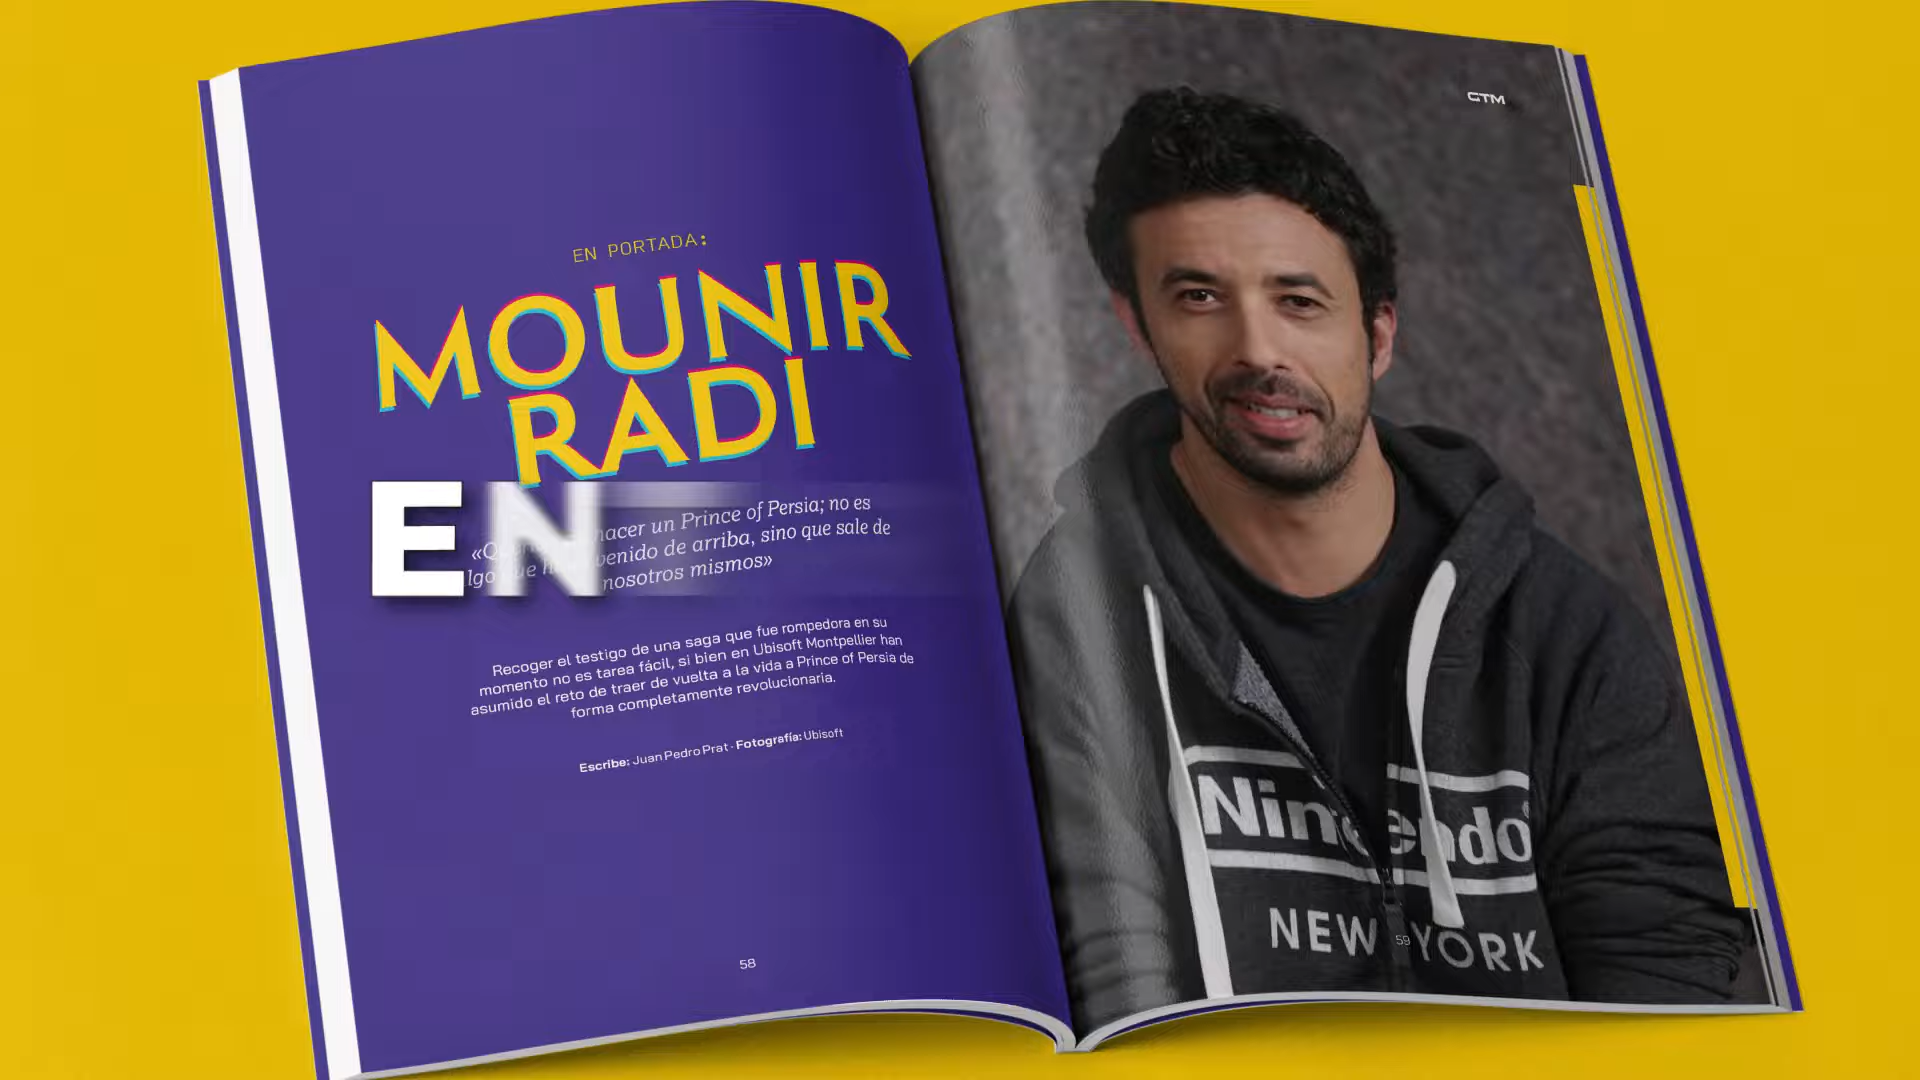 GTM
EN PORTADA:
MOUNIR
RADI
EN
hacer un Prince of Persia; no es
venido de arriba, sino que sale de
nosotros mismos»
Recoger el testigo de una saga que fue rompedora en su
momento no es tarea fácil, si bien en Ubisoft Montpellier han
asumido el reto de traer de vuelta a la vida a Prince of Persia de
forma completamente revolucionaria.
Escribe: Juan Pedro Prat · Fotografía: Ubisoft
58
Nintendo
NEW YORK
59